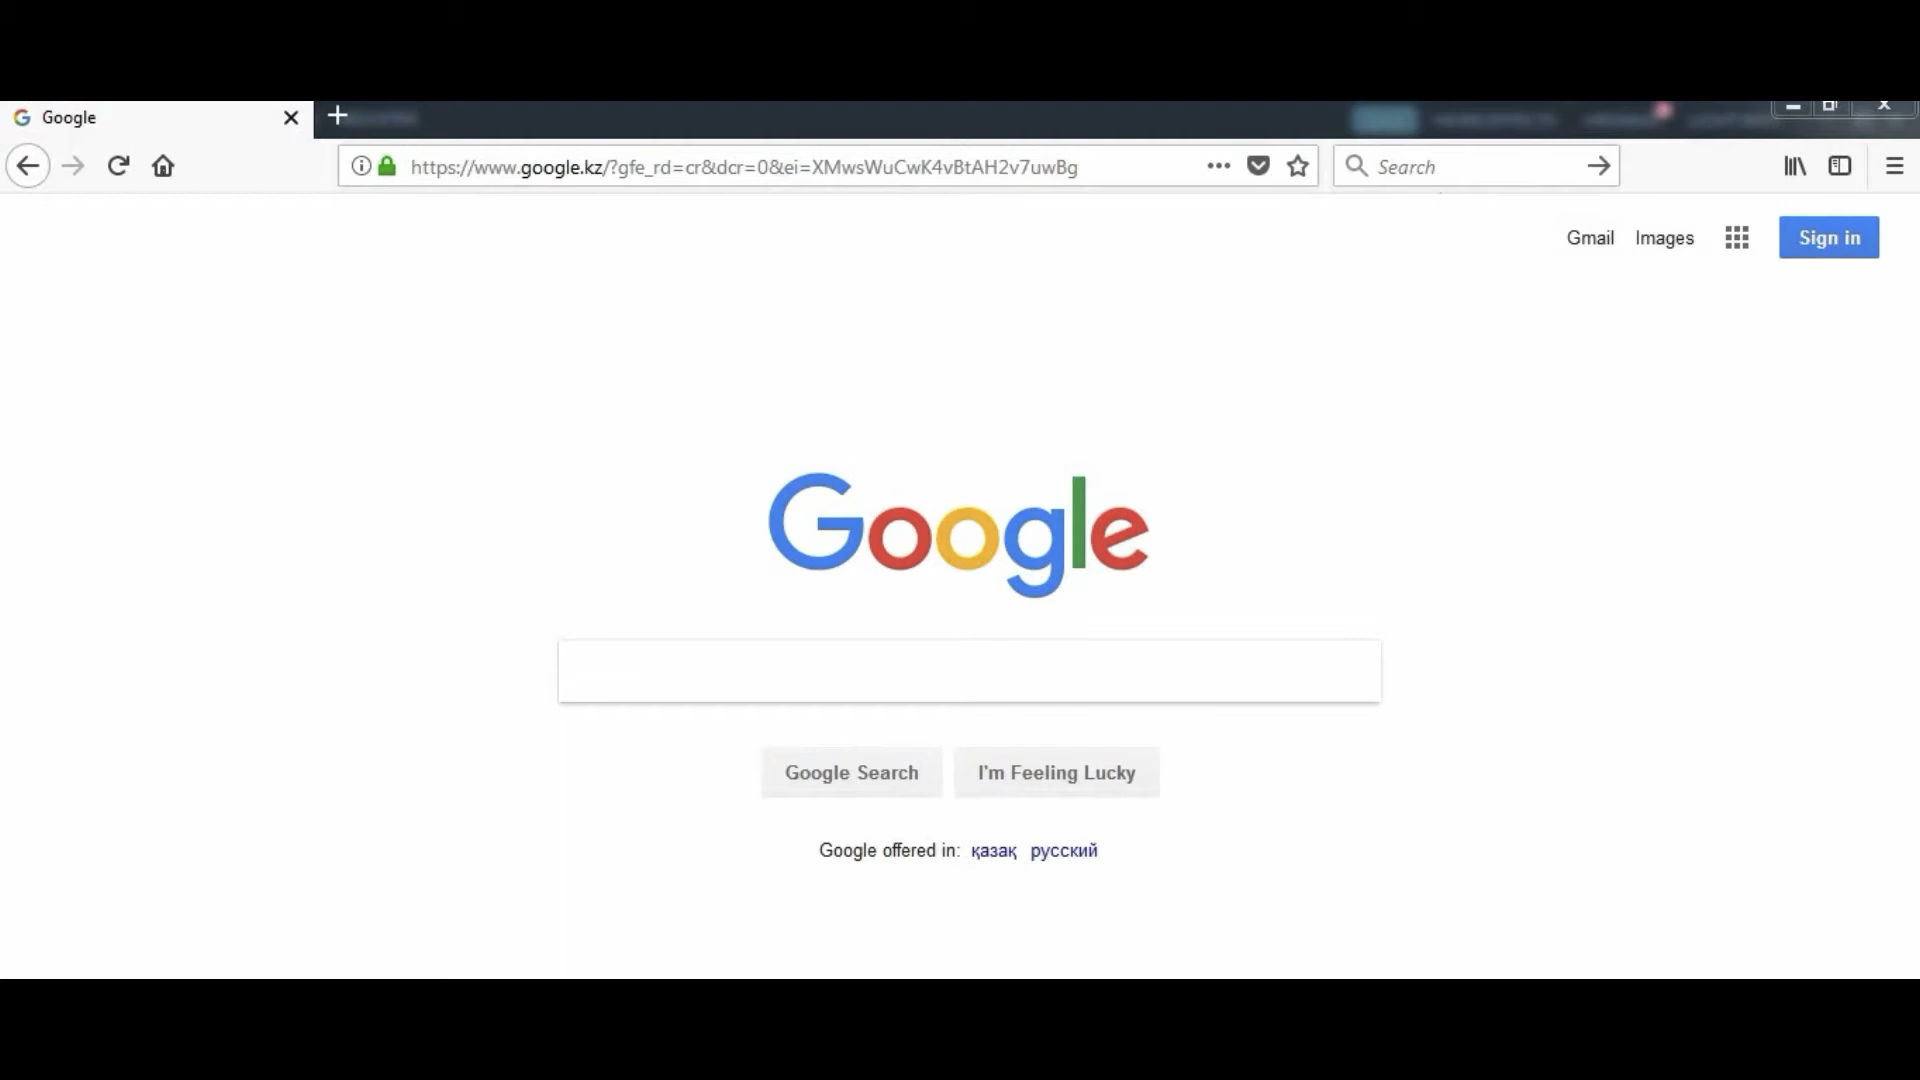 Google
https://www.google.kz/?gfe_rd=cr&dcr=0&ei=XMwsWuCwK4vBtAH2v7uwBg
Search
Gmail Images Sign in
Google
Google Search I'm Feeling Lucky
Google offered in: қазақ русский